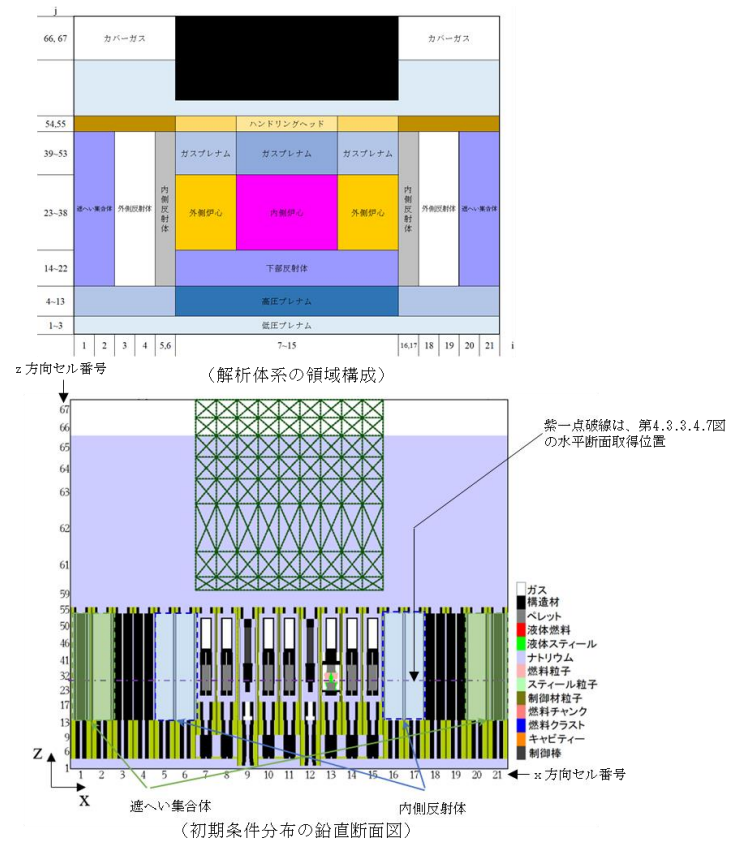 j
66, 67
カバーガス
カバーガス
54,55
ハンドリングヘッド
39~53
ガスプレナム
ガスプレナム
ガスプレナム
23~38
遮へい集合体
外側反射体
内側反射体
外側炉心
内側炉心
外側炉心
内側反射体
外側反射体
遮へい集合体
14~22
下部反射体
4~13
高圧プレナム
1~3
低圧プレナム
1 2 3 4 5,6 7~15 16,17 18 19 20 21 i
(解析体系の領域構成)
z 方向セル番号
67
66
65
64
63
62
61
59
55
50
46
41
32
23
17
13
9
6
1
紫一点破線は、第4.3.3.4.7図
の水平断面取得位置
ガス
構造材
ペレット
液体燃料
液体スティール
ナトリウム
燃料粒子
スティール粒子
制御材粒子
燃料チャンク
燃料クラスト
キャビティー
制御棒
Z
X
1 2 3 4 5 6 7 8 9 10 11 12 13 14 15 16 17 18 19 20 21
x 方向セル番号
遮へい集合体
内側反射体
(初期条件分布の鉛直断面図)